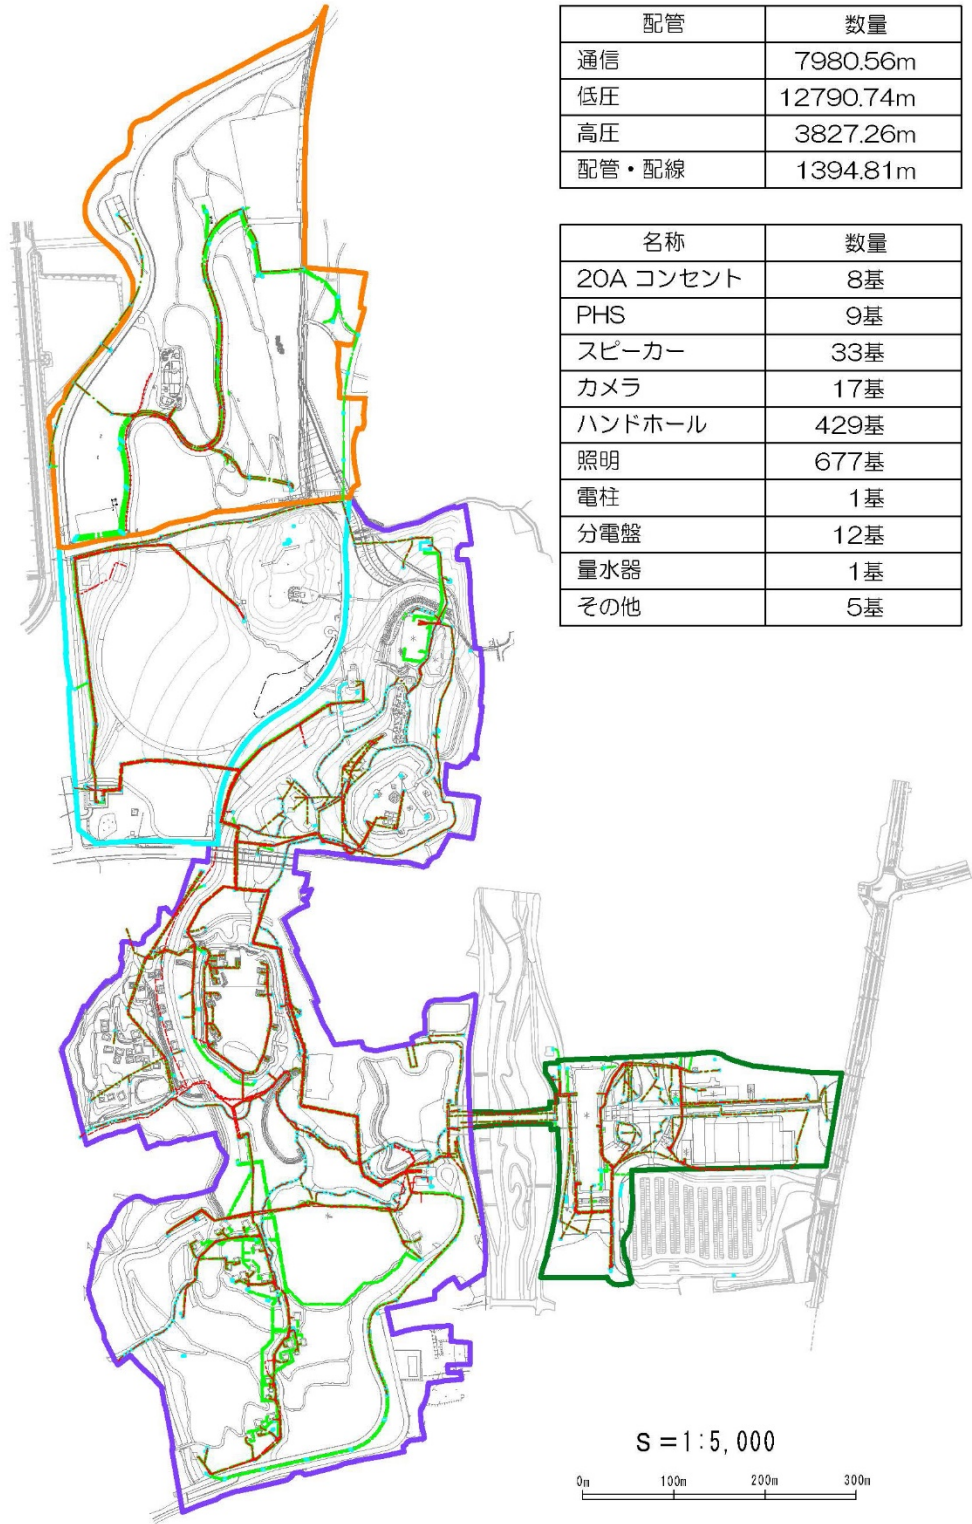 配管 数量
通信 7980.56m
低圧 12790.74m
高圧 3827.26m
配管・配線 1394.81m
名称 数量
20A コンセント 8基
PHS 9基
スピーカー 33基
カメラ 17基
ハンドホール 429基
照明 677基
電柱 1基
分電盤 12基
量水器 1基
その他 5基
S=1:5,000
0m 100m 200m 300m